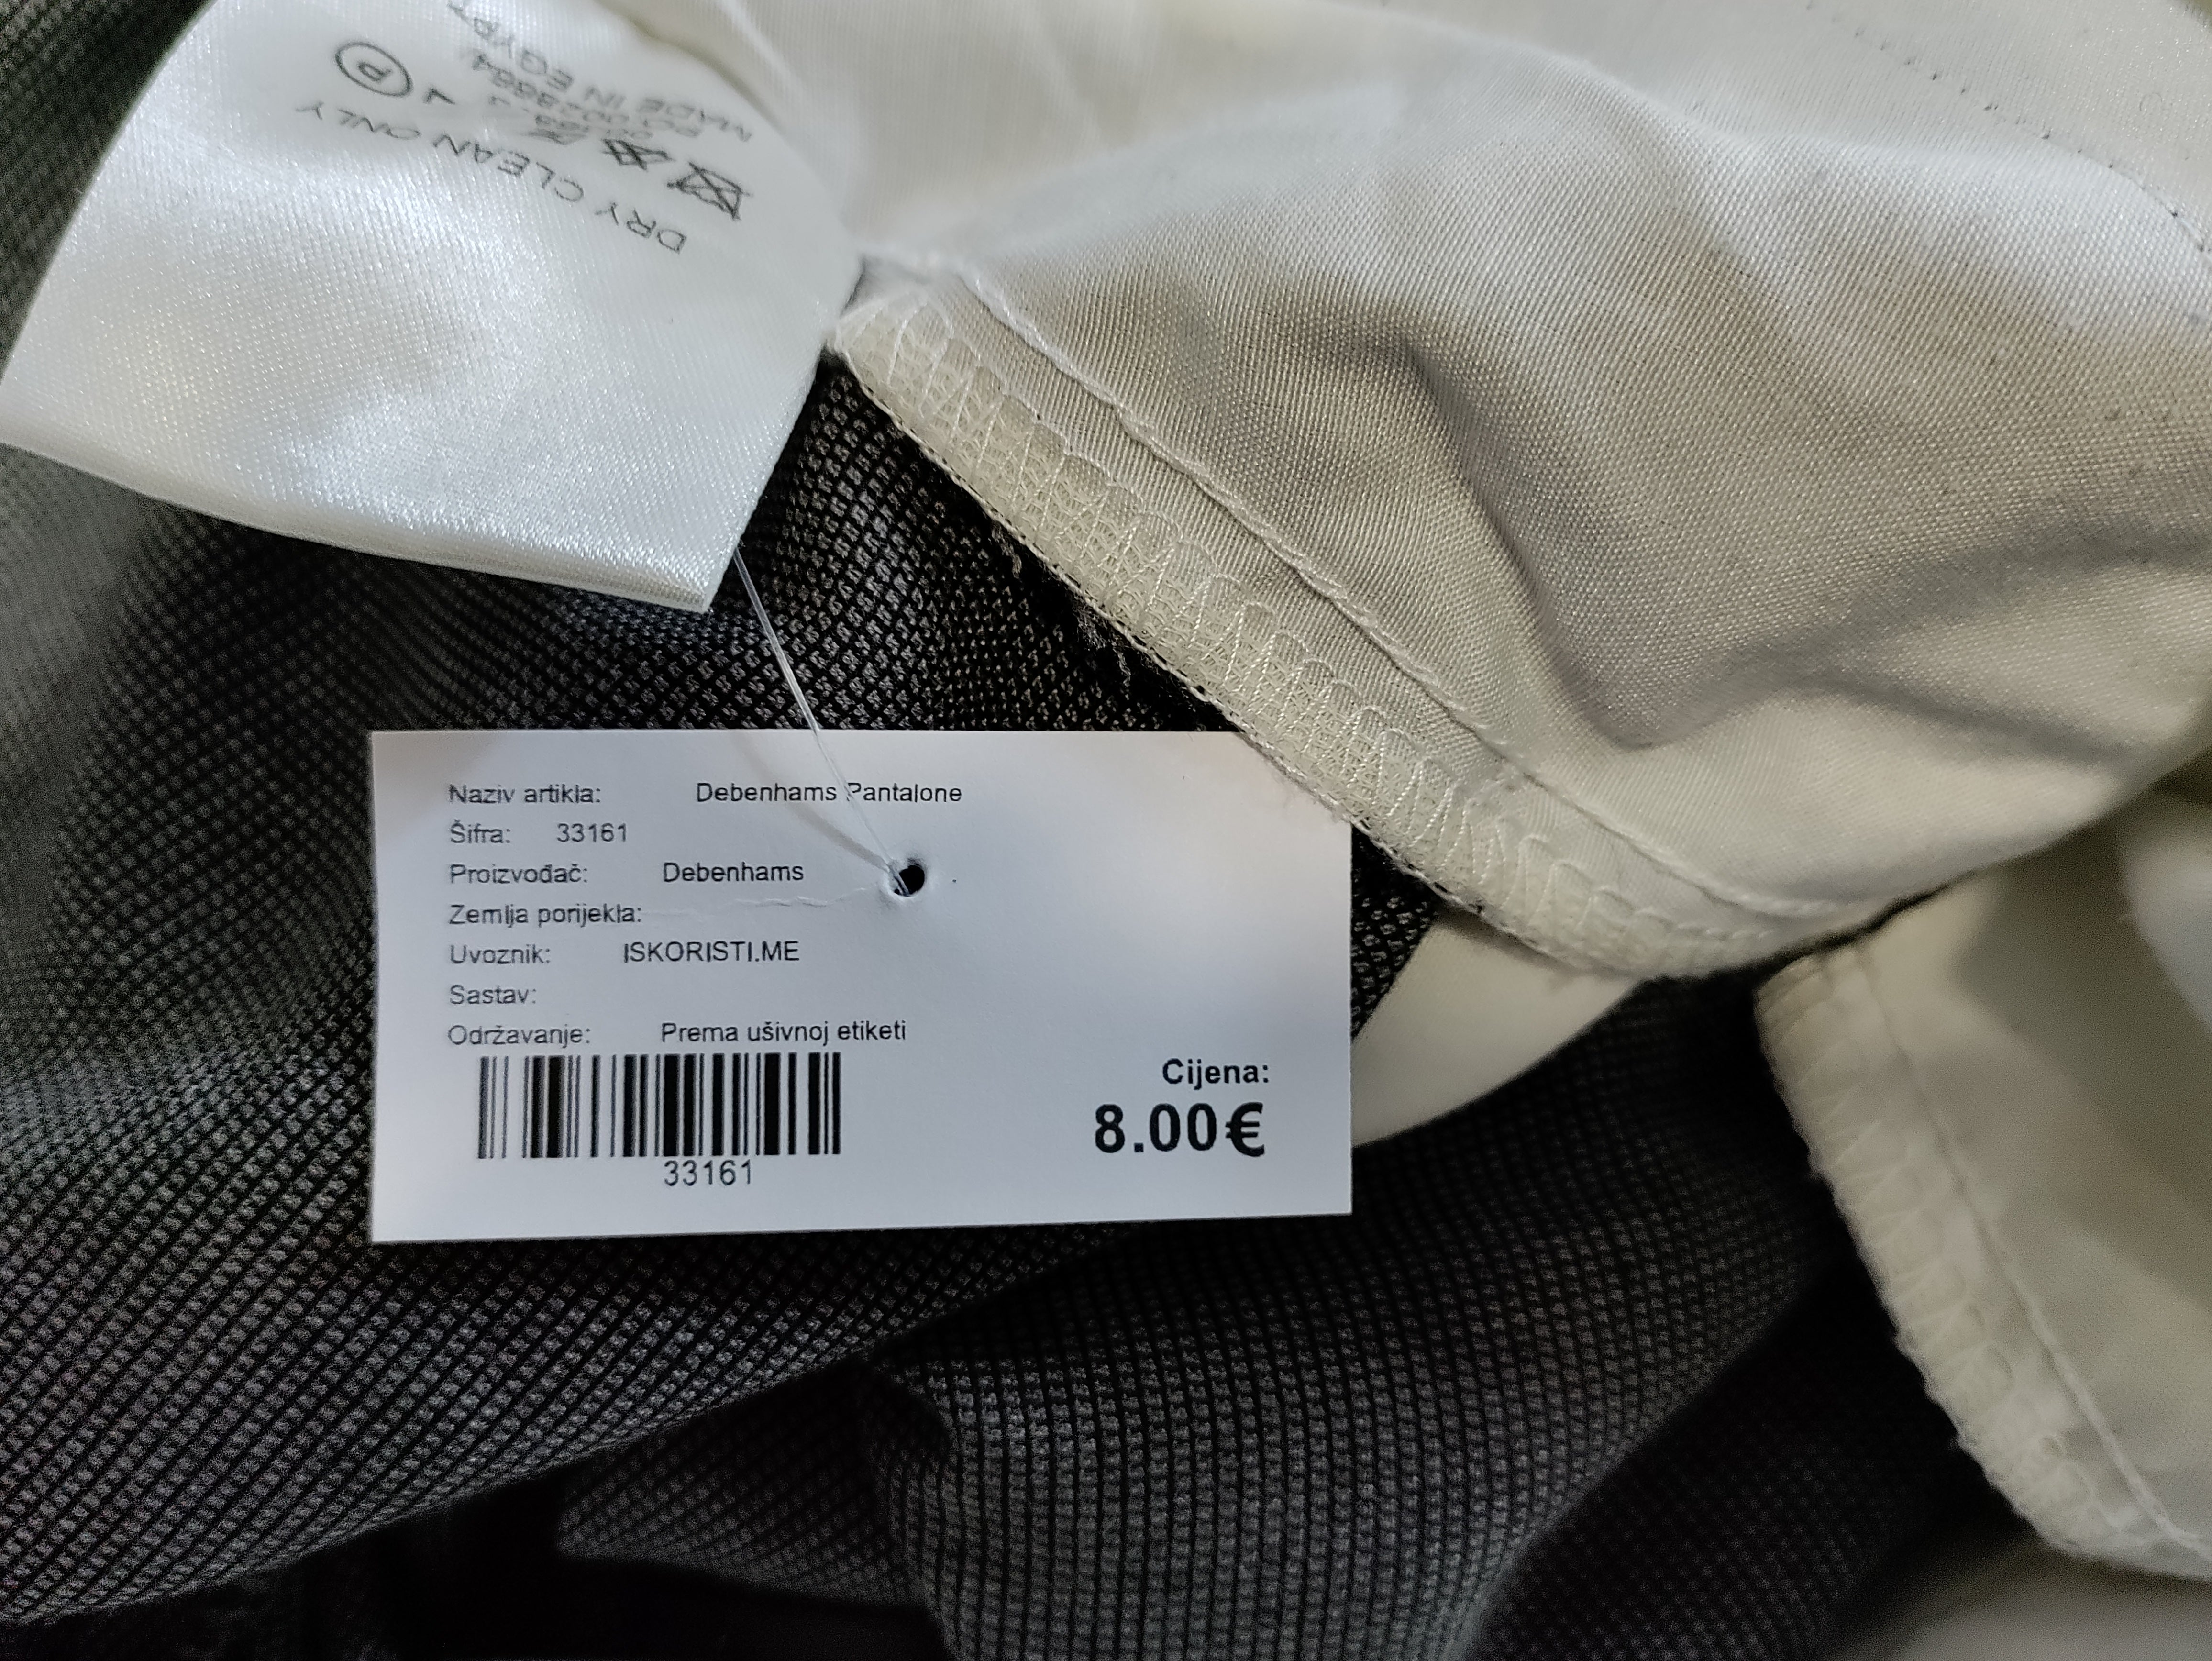 DRY CLEAN ONLY
P
MADE IN EGYP
Naziv artikla: Debenhams Pantalone
Šifra: 33161
Proizvođač: Debenhams
Zemlja porijekla:
Uvoznik: ISKORISTI.ME
Sastav:
Održavanje: Prema ušivnoj etiketi
33161
Cijena:
8.00€